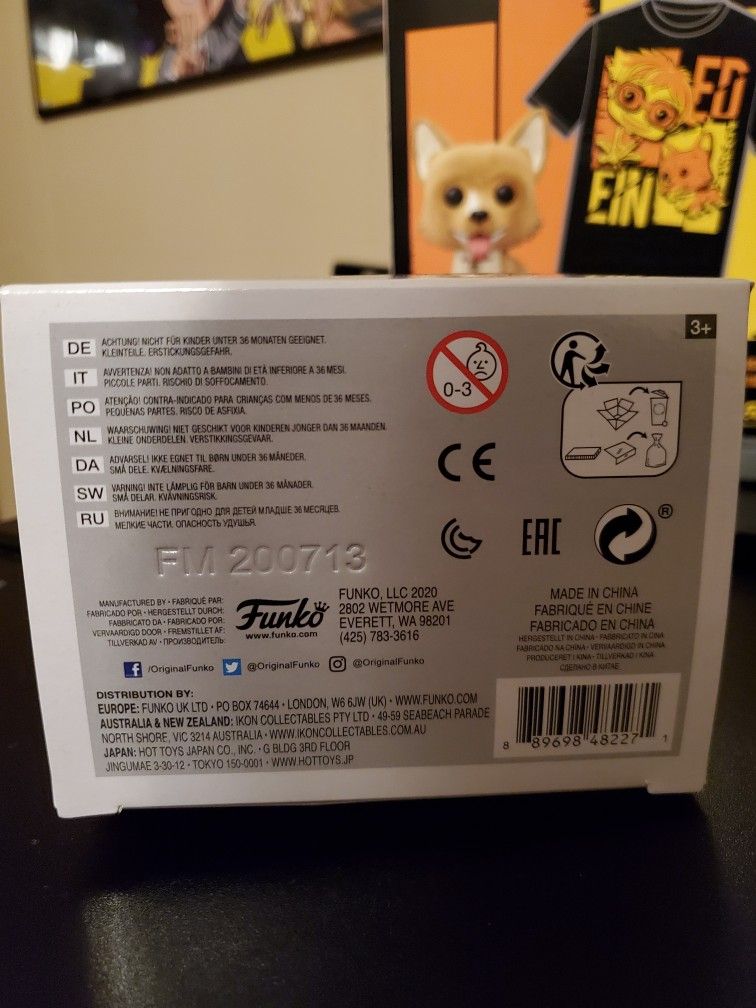 ED
EIN
3+
DE ACHTUNG! NICHT FÜR KINDER UNTER 36 MONATEN GEEIGNET.
KLEINTEILE. ERSTICKUNGSGEFAHR.
IT AVVERTENZA! NON ADATTO A BAMBINI DI ETÀ INFERIORE A 36 MESI.
PICCOLE PARTI. RISCHIO DI SOFFOCAMENTO.
PO ATENÇÃO! CONTRA-INDICADO PARA CRIANÇAS COM MENOS DE 36 MESES.
PEQUENAS PARTES. RISCO DE ASFIXIA.
NL WAARSCHUWING! NIET GESCHIKT VOOR KINDEREN JONGER DAN 36 MAANDEN.
KLEINE ONDERDELEN. VERSTIKKINGSGEVAAR.
DA ADVARSEL! IKKE EGNET TIL BØRN UNDER 36 MÅNEDER.
SMÅ DELE. KVÆLNINGSFARE.
SW VARNING! INTE LÄMPLIG FÖR BARN UNDER 36 MÅNADER.
SMÅ DELAR. KVÄVNINGSRISK.
RU ВНИМАНИЕ! НЕ ПРИГОДНО ДЛЯ ДЕТЕЙ МЛАДШЕ 36 МЕСЯЦЕВ.
МЕЛКИЕ ЧАСТИ. ОПАСНОСТЬ УДУШЬЯ.
0-3
CE
EAC
®
FM 200713
MANUFACTURED BY • FABRIQUÉ PAR:
FABRICADO POR • HERGESTELLT DURCH:
FABBRICATO DA • FABRICADO POR:
VERVAARDIGD DOOR • FREMSTILLET AF:
TILLVERKAD AV • ПРОИЗВОДИТЕЛЬ:
Funko
www.funko.com
FUNKO, LLC 2020
2802 WETMORE AVE
EVERETT, WA 98201
(425) 783-3616
MADE IN CHINA
FABRIQUÉ EN CHINE
FABRICADO EN CHINA
HERGESTELLT IN CHINA • FABBRICATO IN CINA
FABRICADO NA CHINA • VERVAARDIGD IN CHINA
PRODUCERET I KINA • TILLVERKAD I KINA
СДЕЛАНО В КИТАЕ
/OriginalFunko @OriginalFunko @OriginalFunko
DISTRIBUTION BY:
EUROPE: FUNKO UK LTD • PO BOX 74644 • LONDON, W6 6JW (UK) • WWW.FUNKO.COM
AUSTRALIA & NEW ZEALAND: IKON COLLECTABLES PTY LTD • 49-59 SEABEACH PARADE
NORTH SHORE, VIC 3214 AUSTRALIA • WWW.IKONCOLLECTABLES.COM.AU
JAPAN: HOT TOYS JAPAN CO., INC. • G BLDG 3RD FLOOR
JINGUMAE 3-30-12 • TOKYO 150-0001 • WWW.HOTTOYS.JP
8 89698 48227 1